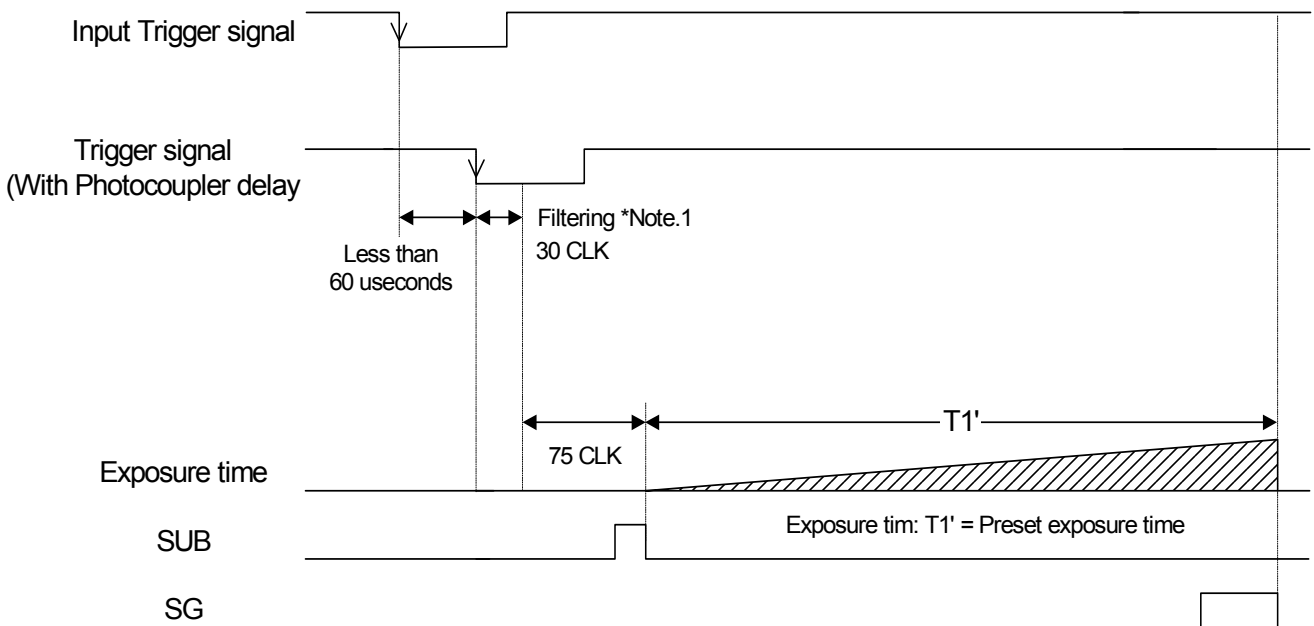 Input Trigger signal
Trigger signal
(With Photocoupler delay
Filtering *Note.1
30 CLK
Less than
60 useconds
T1'
75 CLK
Exposure time
Exposure tim: T1' = Preset exposure time
SUB
SG